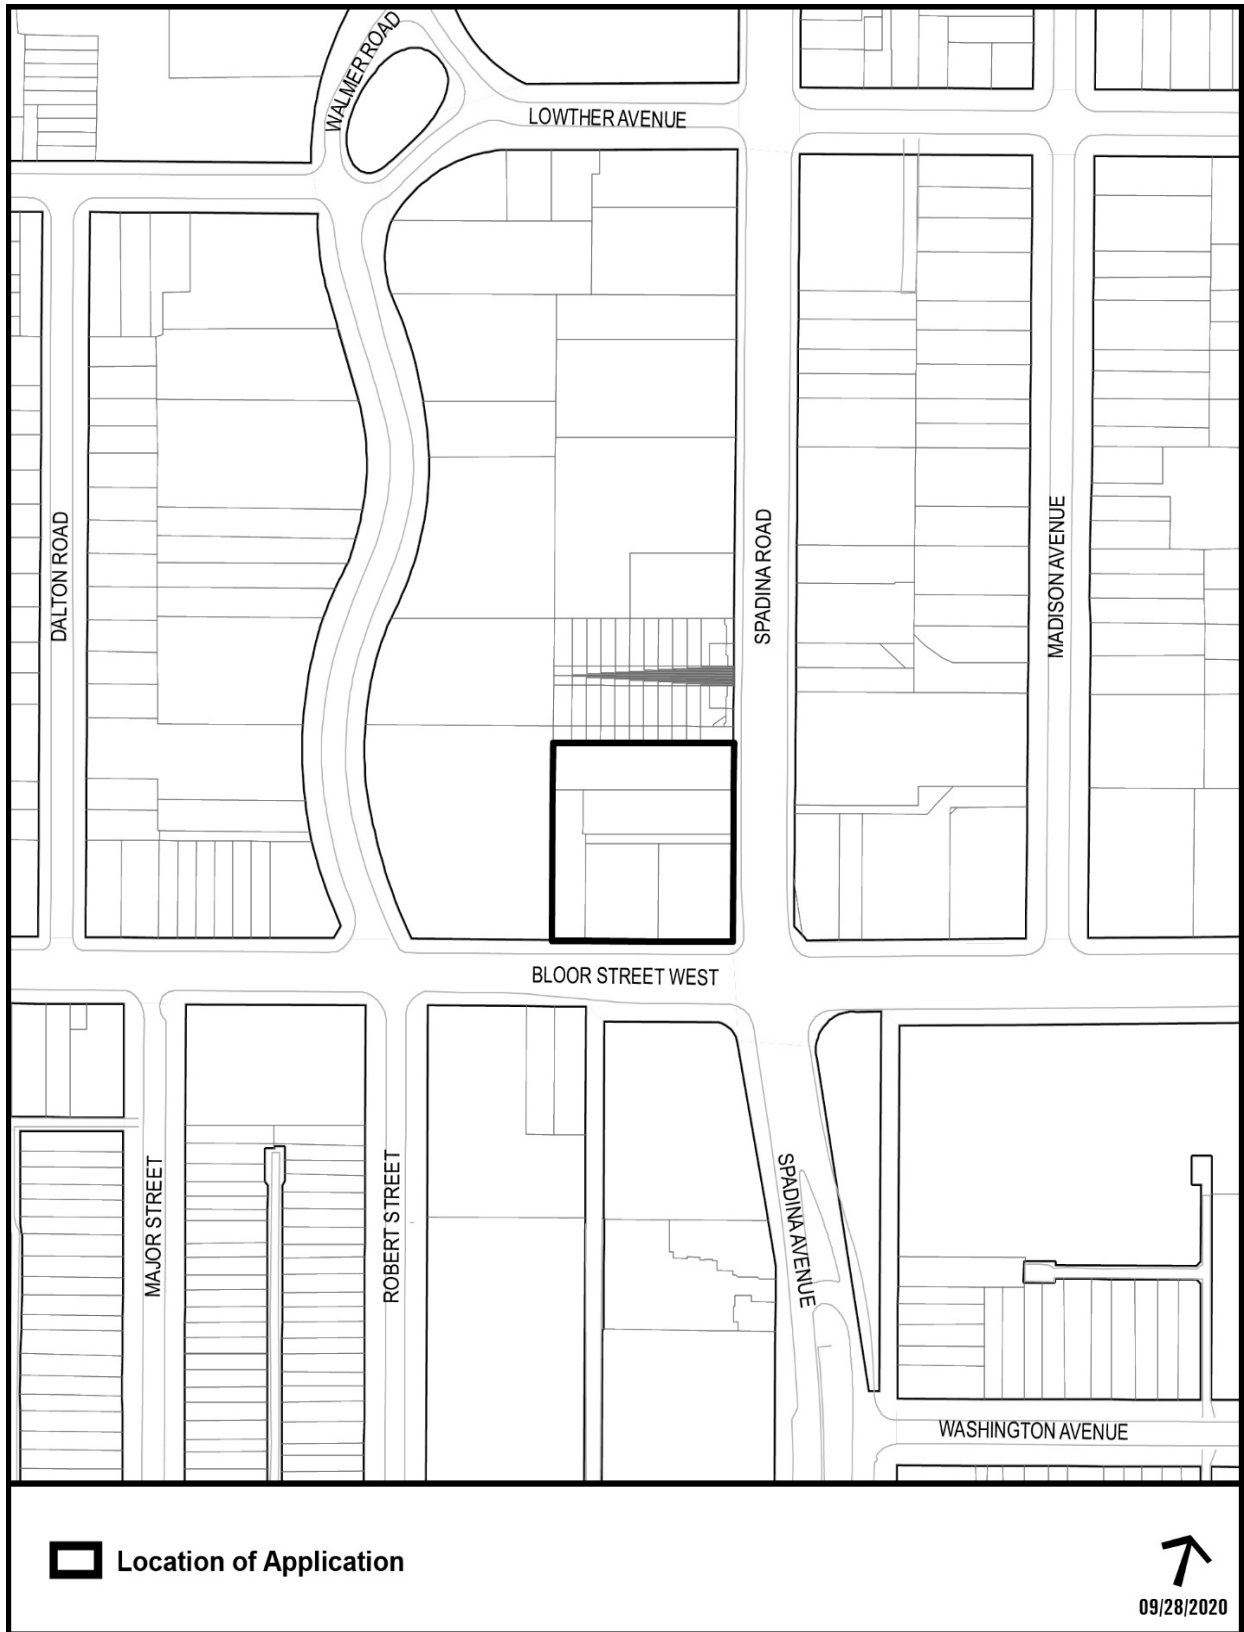 WALMER ROAD
LOWTHER AVENUE
DALTON ROAD
SPADINA ROAD
MADISON AVENUE
BLOOR STREET WEST
MAJOR STREET
ROBERT STREET
SPADINA AVENUE
WASHINGTON AVENUE
Location of Application
09/28/2020